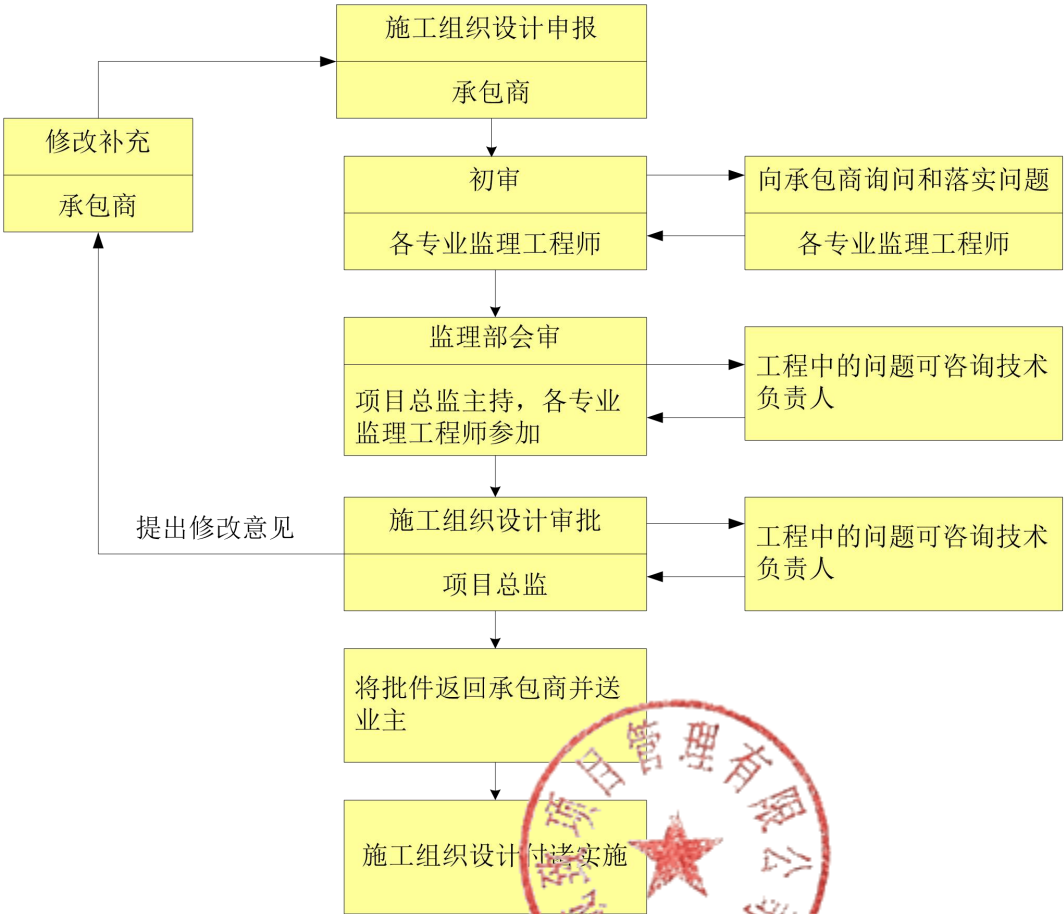 施工组织设计申报
承包商
修改补充
承包商
初审
各专业监理工程师
向承包商询问和落实问题
各专业监理工程师
监理部会审
项目总监主持，各专业
监理工程师参加
工程中的问题可咨询技术
负责人
提出修改意见
施工组织设计审批
项目总监
工程中的问题可咨询技术
负责人
将批件返回承包商并送
业主
施工组织设计付诸实施
项目管理有限公